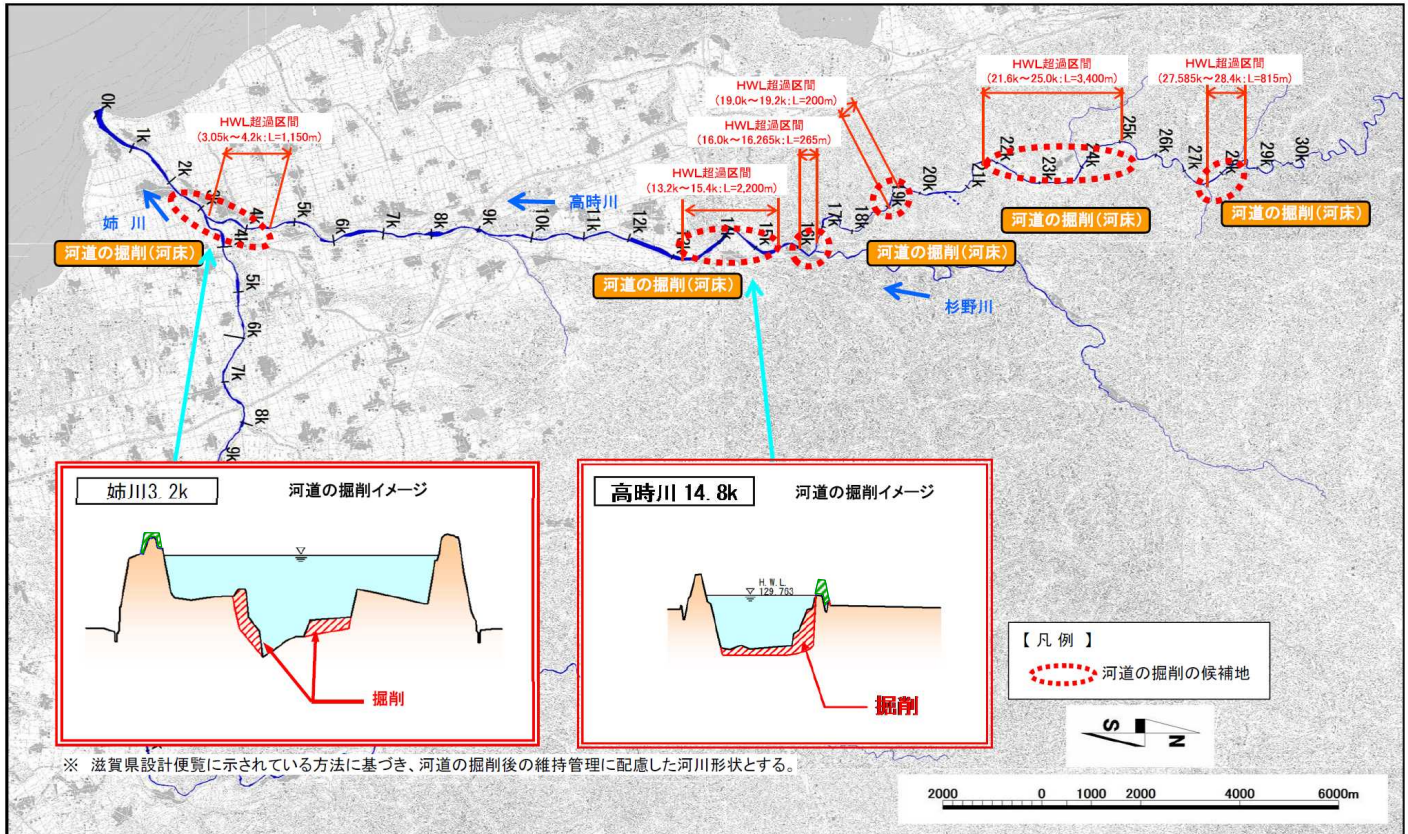 HWL超過区間
(21.6k~25.0k:L=3,400m)
HWL超過区間
(27.585k~28.4k:L=815m)
HWL超過区間
(19.0k~19.2k:L=200m)
HWL超過区間
(3.05k~4.2k:L=1,150m)
HWL超過区間
(16.0k~16.265k:L=265m)
HWL超過区間
(13.2k~15.4k:L=2,200m)
0k
1k
2k
3k
4k
5k
6k
7k
8k
9k
10k
11k
12k
13k
14k
15k
16k
17k
18k
19k
20k
21k
22k
23k
24k
25k
26k
27k
28k
29k
30k
4k
5k
6k
7k
8k
9k
姉 川
高時川
杉野川
河道の掘削(河床)
河道の掘削(河床)
河道の掘削(河床)
河道の掘削(河床)
河道の掘削(河床)
姉川3.2k
河道の掘削イメージ
掘削
高時川 14.8k
河道の掘削イメージ
H.W.L.
129.763
掘削
【 凡 例 】
河道の掘削の候補地
S
N
※ 滋賀県設計便覧に示されている方法に基づき、河道の掘削後の維持管理に配慮した河川形状とする。
2000 0 1000 2000 4000 6000m